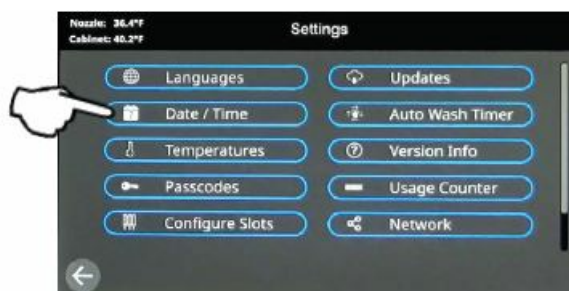 Nozzle: 36.4°F
Cabinet: 40.2°F
Settings
Languages
Updates
Date / Time
Auto Wash Timer
Temperatures
Version Info
Passcodes
Usage Counter
Configure Slots
Network